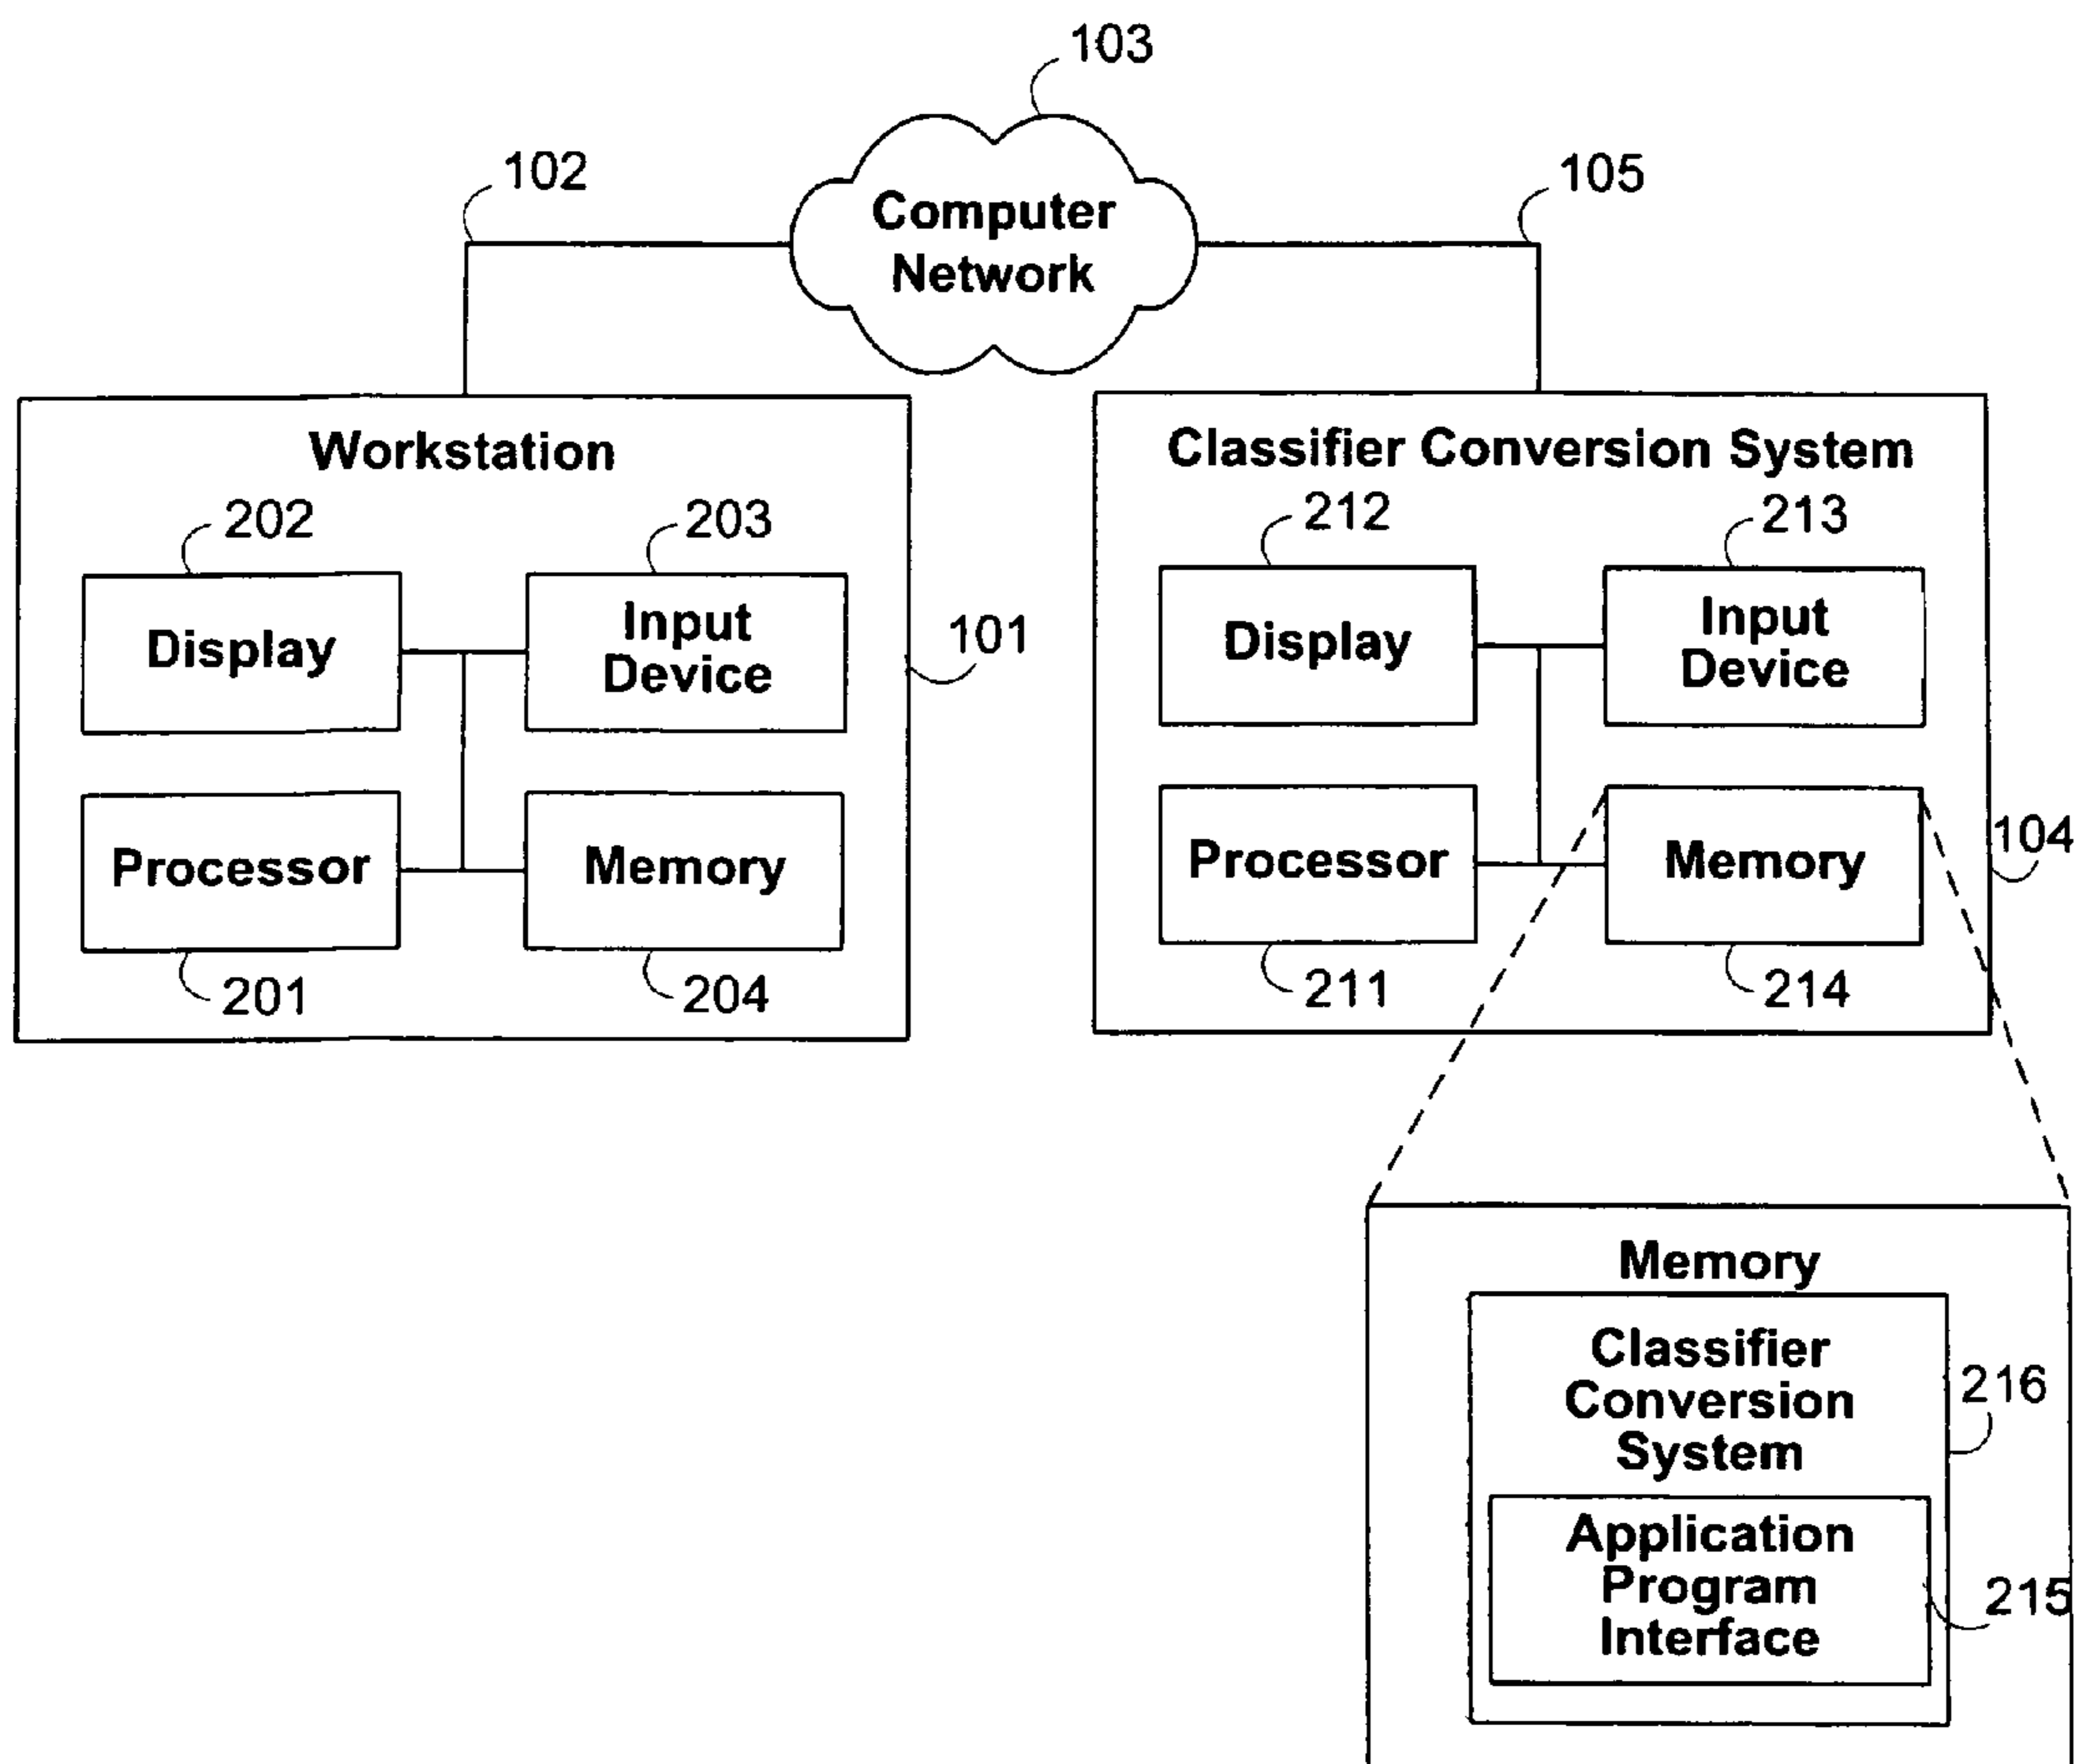 103
102
105
Computer
Network
Workstation
Classifier Conversion System
202
203
212
213
Display
Input
Device
101
Display
Input
Device
Processor
Memory
Processor
Memory
104
201
204
211
214
Memory
Classifier
Conversion
System
216
Application
Program
Interface
215